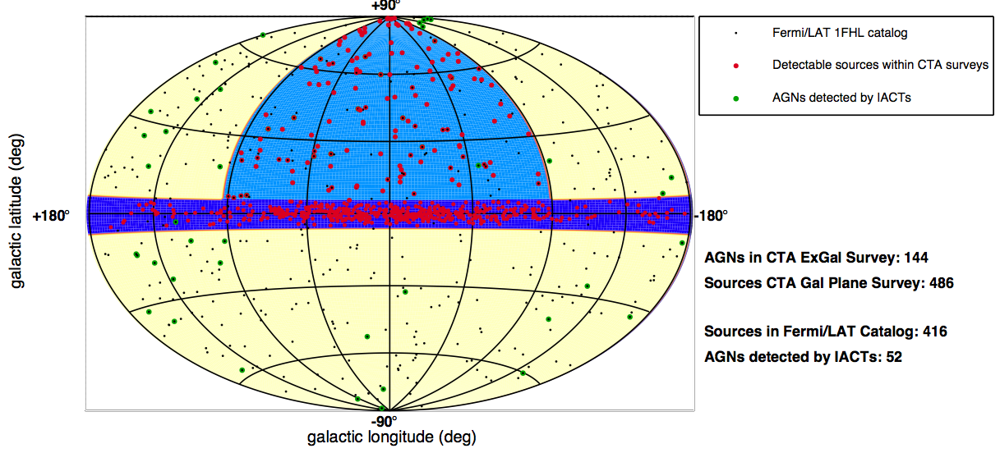 +90°
Fermi/LAT 1FHL catalog
Detectable sources within CTA surveys
AGNs detected by IACTs
galactic latitude (deg)
+180°
-180°
AGNs in CTA ExGal Survey: 144
Sources CTA Gal Plane Survey: 486
Sources in Fermi/LAT Catalog: 416
AGNs detected by IACTs: 52
-90°
galactic longitude (deg)